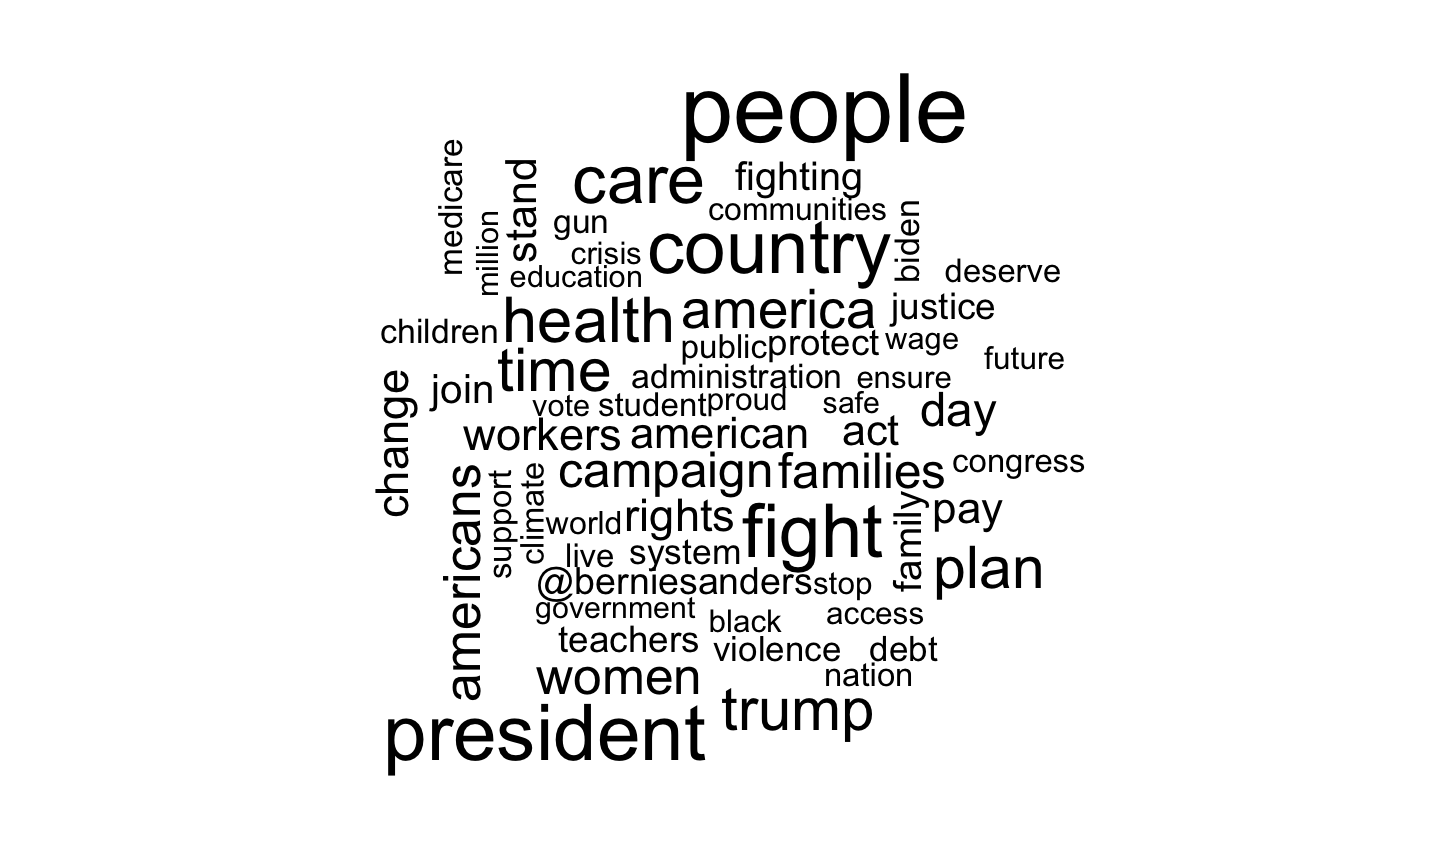 people
medicare
stand
care
fighting
communities
million
gun
biden
country
crisis
education
deserve
health
america
justice
children
public
protect
wage
future
time
administration
ensure
change
join
vote
student
proud
safe
day
workers
american
act
americans
campaign
families
congress
support
climate
world
rights
fight
family
pay
live
system
plan
@berniesanders
stop
government
black
access
teachers
violence
debt
women
nation
president
trump